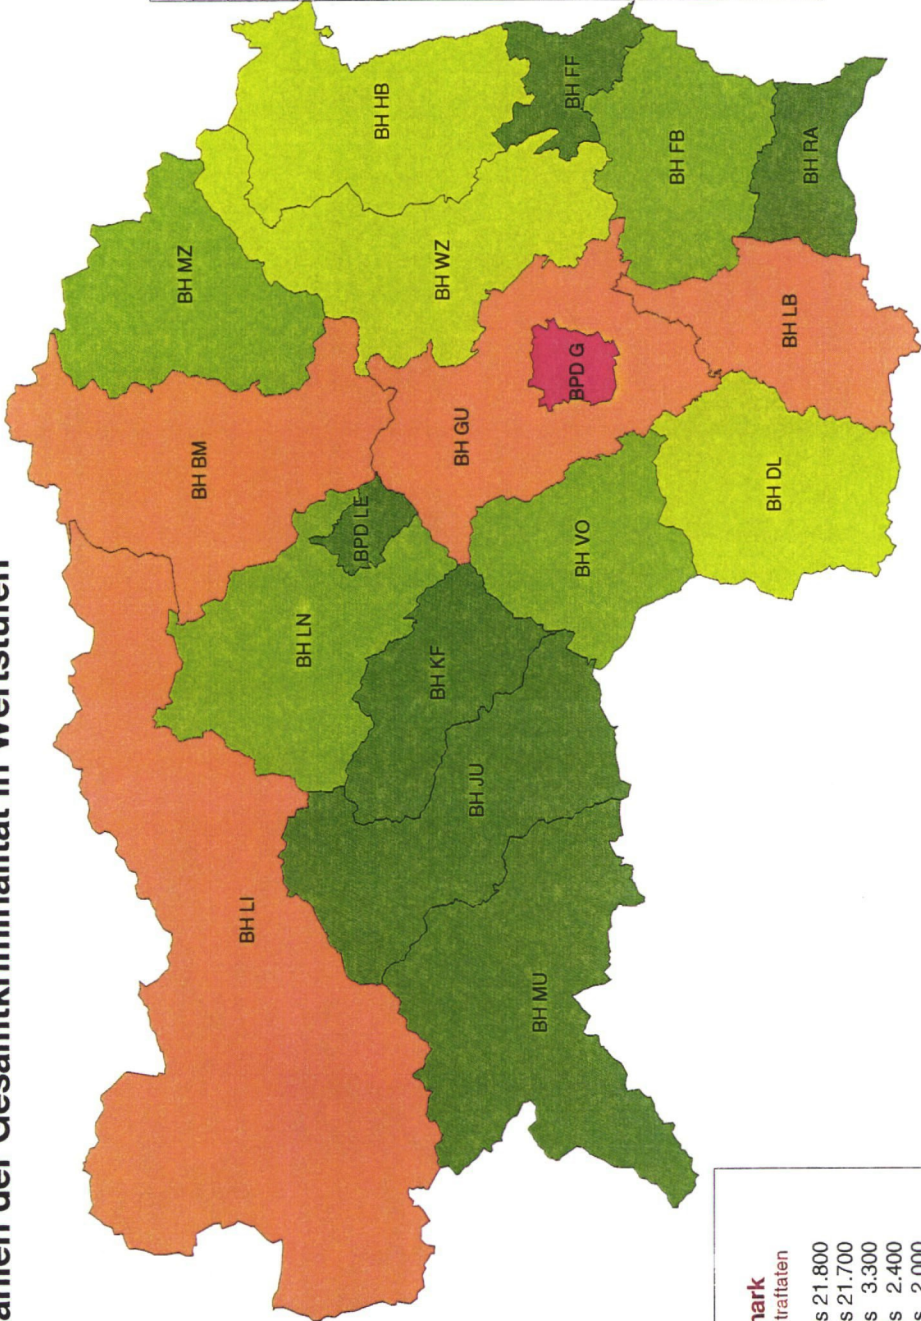 der Gesamtkriminalität in Wertstufen
BH LI
BH BM
BH MZ
BH HB
BH WZ
BH LN
BPD LE
BH GU
BPD G
BH FF
BH FB
BH RA
BH LB
BH DL
BH VO
BH KF
BH JU
BH MU
mark
traftaten
s 21.800
s 21.700
s 3.300
s 2.400
s 2.000